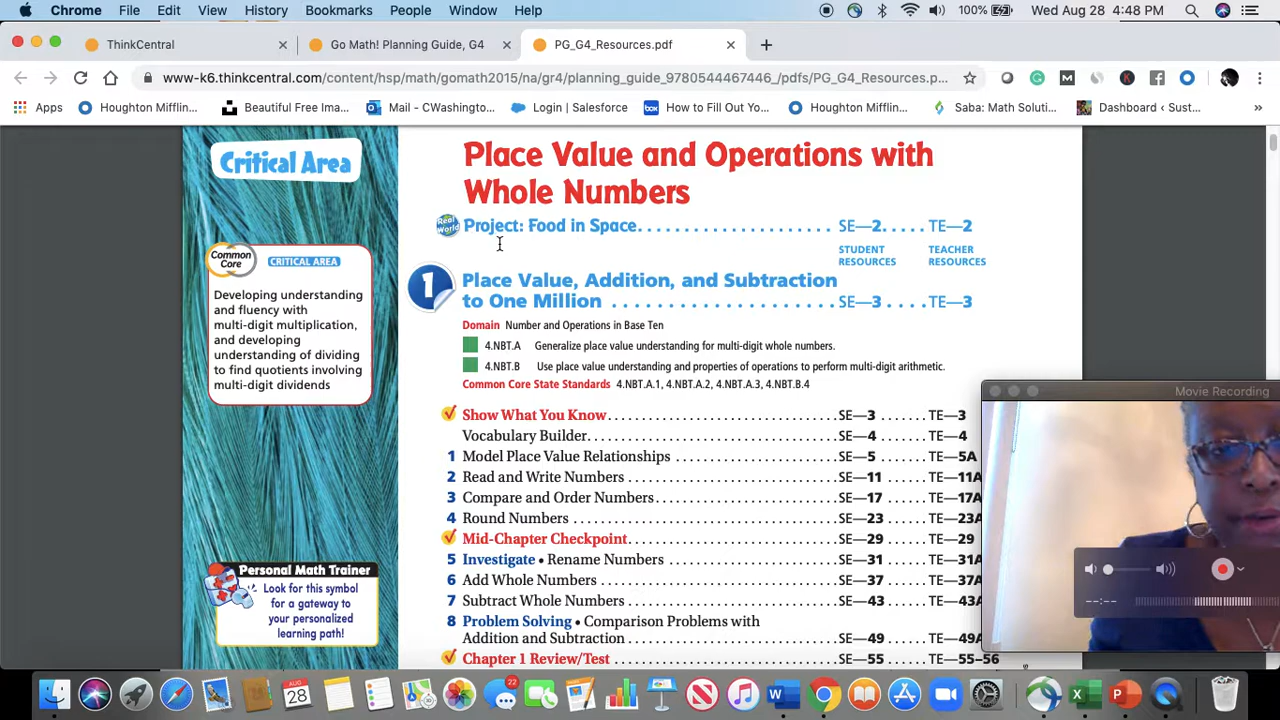 Chrome File Edit View History Bookmarks People Window Help 100% Wed Aug 28 4:48 PM
ThinkCentral Go Math! Planning Guide, G4 PG_G4_Resources.pdf
www-k6.thinkcentral.com/content/hsp/math/gomath2015/na/gr4/planning_guide_9780544467446_/pdfs/PG_G4_Resources.p...
Apps Houghton Mifflin... Beautiful Free Ima... Mail - CWashington... Login | Salesforce box How to Fill Out Yo... Houghton Mifflin... Saba: Math Soluti... Dashboard ‹ Sust... »
Critical Area
Common Core
CRITICAL AREA
Developing understanding
and fluency with
multi-digit multiplication,
and developing
understanding of dividing
to find quotients involving
multi-digit dividends
Personal Math Trainer
Look for this symbol
for a gateway to
your personalized
learning path!
Place Value and Operations with
Whole Numbers
Real World Project: Food in Space. . . . . . . . . . . . . . . . . . . . . . SE—2. . . . . TE—2
STUDENT RESOURCES TEACHER RESOURCES
1 Place Value, Addition, and Subtraction
to One Million . . . . . . . . . . . . . . . . . . . . . SE—3 . . . . TE—3
Domain Number and Operations in Base Ten
4.NBT.A Generalize place value understanding for multi-digit whole numbers.
4.NBT.B Use place value understanding and properties of operations to perform multi-digit arithmetic.
Common Core State Standards 4.NBT.A.1, 4.NBT.A.2, 4.NBT.A.3, 4.NBT.B.4
Show What You Know. . . . . . . . . . . . . . . . . . . . SE—3 . . . . . . TE—3
Vocabulary Builder. . . . . . . . . . . . . . . . . . . . . SE—4 . . . . . . TE—4
1 Model Place Value Relationships . . . . . . . . . . . . . . SE—5 . . . . . . TE—5A
2 Read and Write Numbers . . . . . . . . . . . . . . . . . . SE—11 . . . . . . TE—11A
3 Compare and Order Numbers. . . . . . . . . . . . . . . . SE—17 . . . . . . TE—17A
4 Round Numbers . . . . . . . . . . . . . . . . . . . . . . SE—23 . . . . . . TE—23A
Mid-Chapter Checkpoint. . . . . . . . . . . . . . . . . . . SE—29 . . . . . . TE—29
5 Investigate • Rename Numbers . . . . . . . . . . . . . . . SE—31 . . . . . . TE—31A
6 Add Whole Numbers . . . . . . . . . . . . . . . . . . . . SE—37 . . . . . . TE—37A
7 Subtract Whole Numbers . . . . . . . . . . . . . . . . . . SE—43 . . . . . . TE—43A
8 Problem Solving • Comparison Problems with
Addition and Subtraction . . . . . . . . . . . . . . . . . . SE—49 . . . . . . TE—49A
Chapter 1 Review/Test . . . . . . . . . . . . . . . . . . . SE—55 . . . . . TE—55–56
Movie Recording
--:--
AUG 28
22